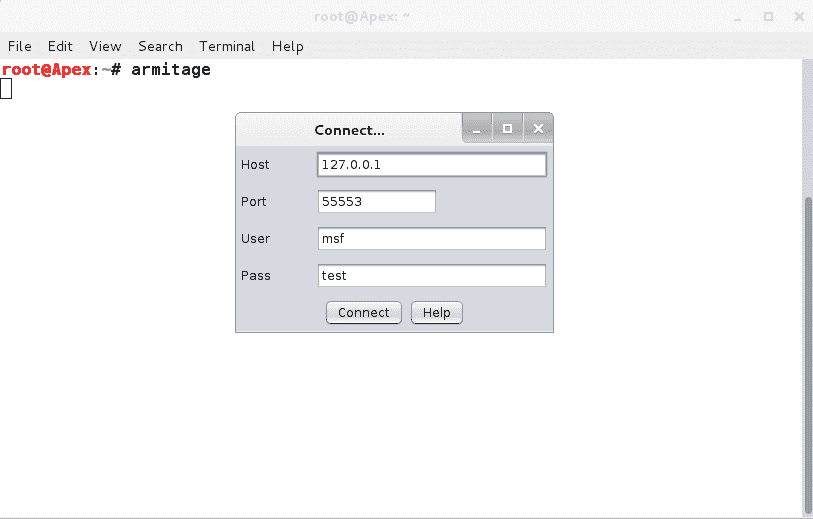 root@Apex: ~
File Edit View Search Terminal Help
root@Apex:~# armitage
Connect...
Host 127.0.0.1
Port 55553
User msf
Pass test
Connect Help